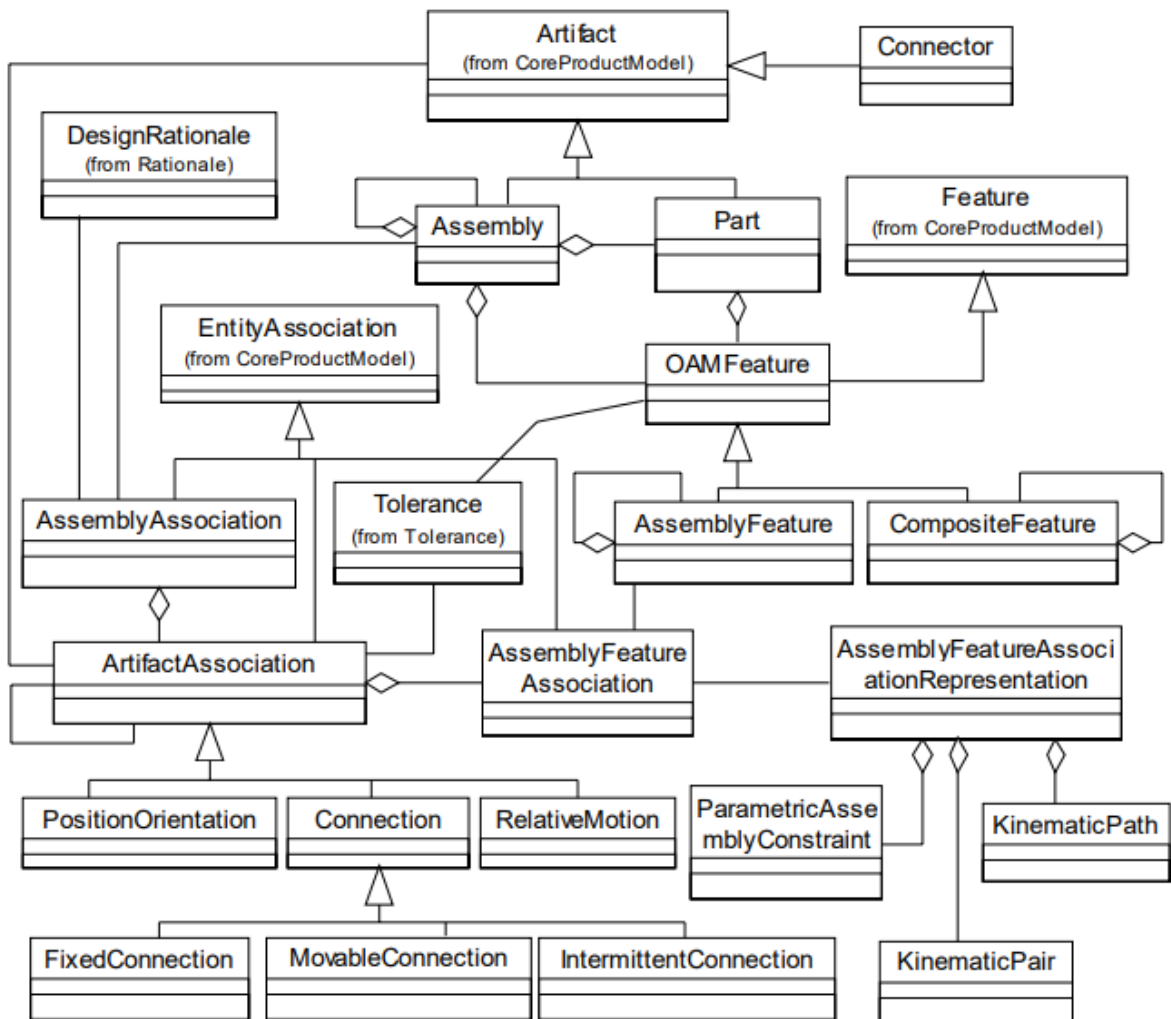 Artifact
(from CoreProductModel)
Connector
DesignRationale
(from Rationale)
Assembly
Part
Feature
(from CoreProductModel)
EntityAssociation
(from CoreProductModel)
OAMFeature
AssemblyAssociation
Tolerance
(from Tolerance)
AssemblyFeature
CompositeFeature
ArtifactAssociation
AssemblyFeature
Association
AssemblyFeatureAssoci
ationRepresentation
PositionOrientation
Connection
RelativeMotion
ParametricAsse
mblyConstraint
KinematicPath
FixedConnection
MovableConnection
IntermittentConnection
KinematicPair